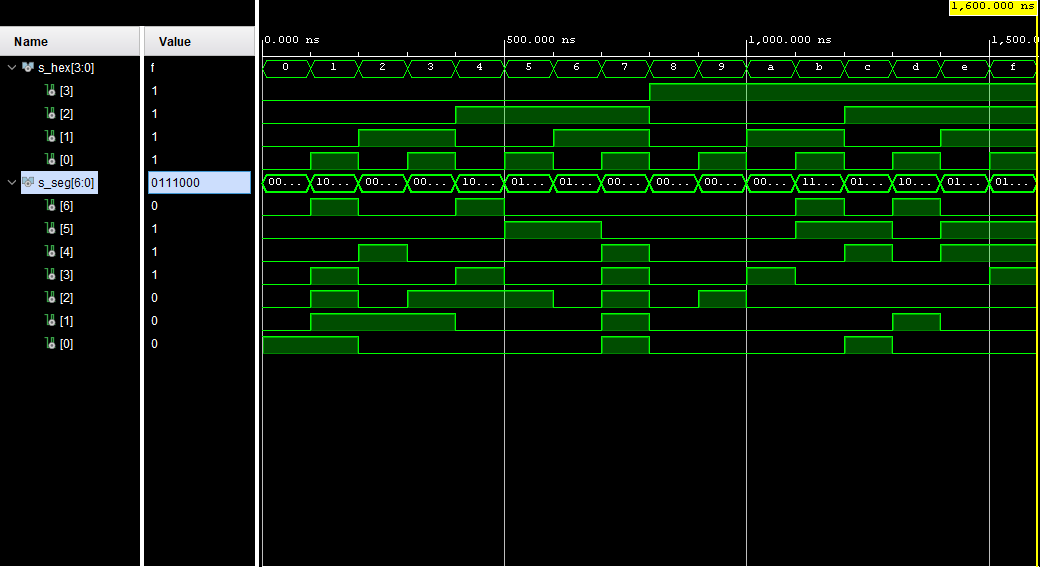 1,600.000 ns
Name Value
0.000 ns 500.000 ns 1,000.000 ns 1,500.0
s_hex[3:0] f 0 1 2 3 4 5 6 7 8 9 a b c d e f
[3] 1
[2] 1
[1] 1
[0] 1
s_seg[6:0] 0111000 00... 10... 00... 00... 10... 01... 01... 00... 00... 00... 00... 11... 01... 10... 01... 01...
[6] 0
[5] 1
[4] 1
[3] 1
[2] 0
[1] 0
[0] 0